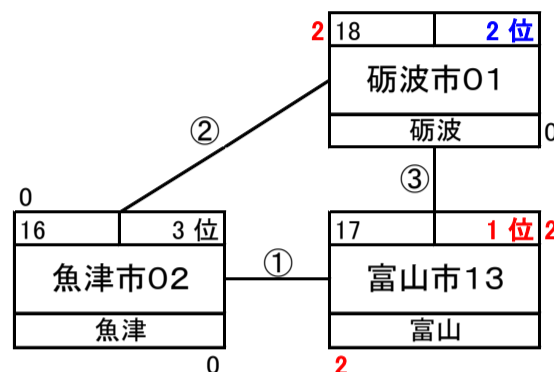 2 18 2 位
砺波市01
② 砺波 0
③
0
16 3 位
魚津市02
魚津
0
①
17 1 位 2
富山市13
富山
2